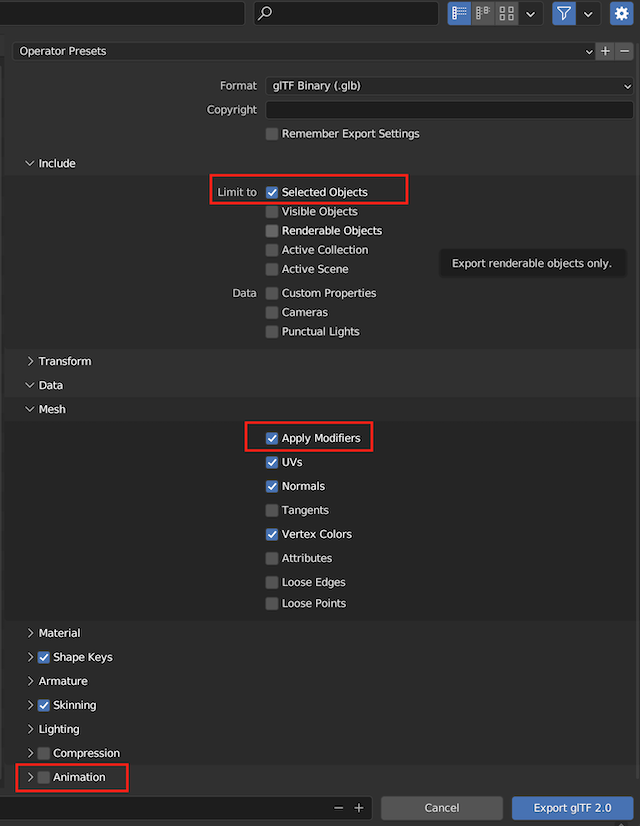 Operator Presets
Format glTF Binary (.glb)
Copyright
Remember Export Settings
Include
Limit to Selected Objects
Visible Objects
Renderable Objects
Active Collection
Export renderable objects only.
Active Scene
Data Custom Properties
Cameras
Punctual Lights
Transform
Data
Mesh
Apply Modifiers
UVs
Normals
Tangents
Vertex Colors
Attributes
Loose Edges
Loose Points
Material
Shape Keys
Armature
Skinning
Lighting
Compression
Animation
Cancel
Export glTF 2.0